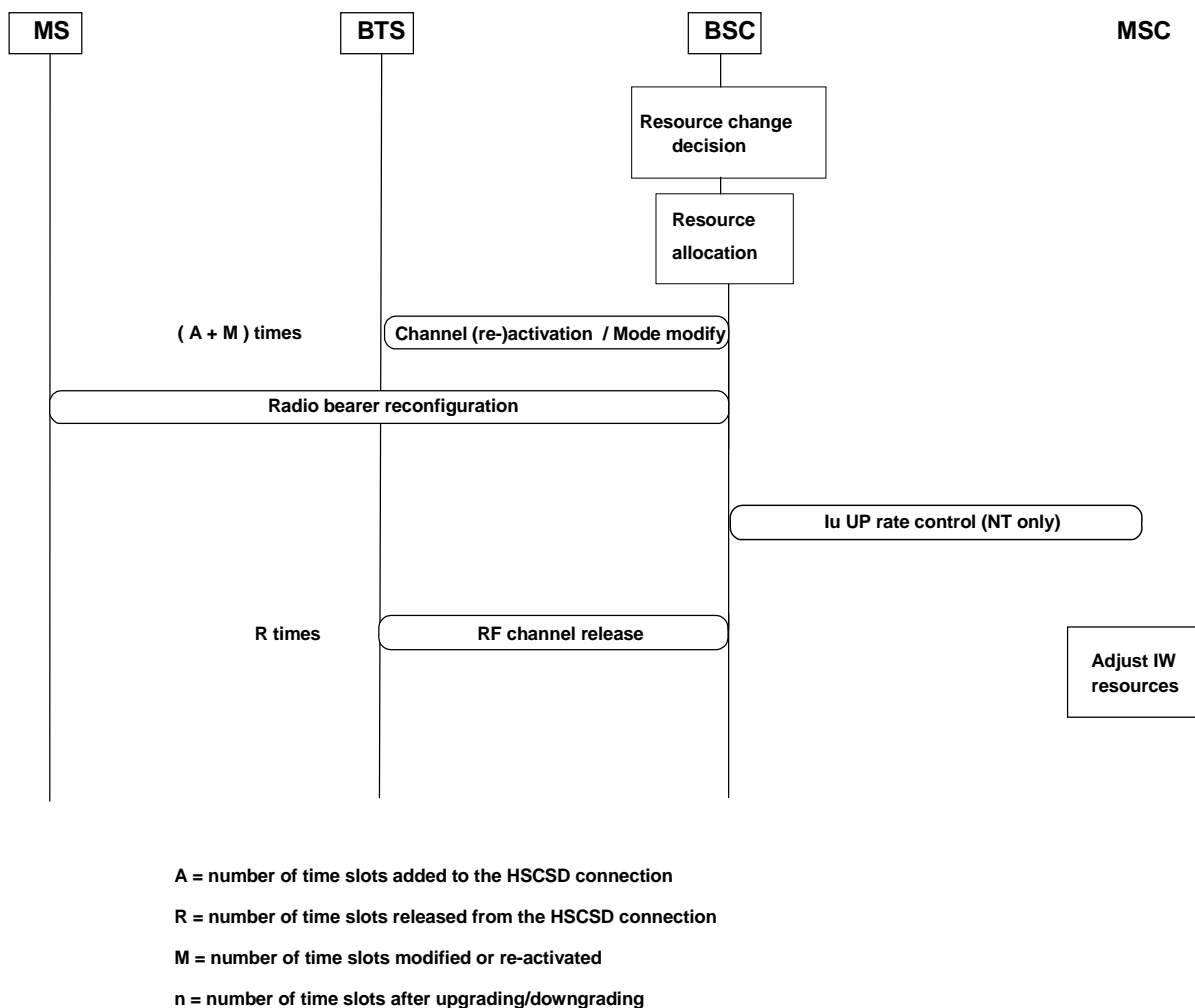 MS BTS BSC MSC
Resource change
decision
Resource
allocation
( A + M ) times Channel (re-)activation / Mode modify
Radio bearer reconfiguration
Iu UP rate control (NT only)
R times RF channel release
Adjust IW
resources
A = number of time slots added to the HSCSD connection
R = number of time slots released from the HSCSD connection
M = number of time slots modified or re-activated
n = number of time slots after upgrading/downgrading